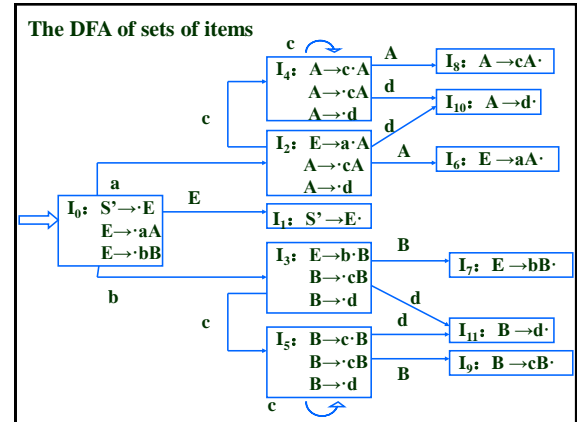 The DFA of sets of items
c
I₄: A→c·A
A→·cA
A→·d
A
I₈: A→cA·
d
I₁₀: A→d·
c
d
I₂: E→a·A
A→·cA
A→·d
A
I₆: E→aA·
a
I₀: S’→·E
E→·aA
E→·bB
E
I₁: S’→E·
b
I₃: E→b·B
B→·cB
B→·d
B
I₇: E→bB·
d
c
d
I₁₁: B→d·
I₅: B→c·B
B→·cB
B→·d
B
I₉: B→cB·
c